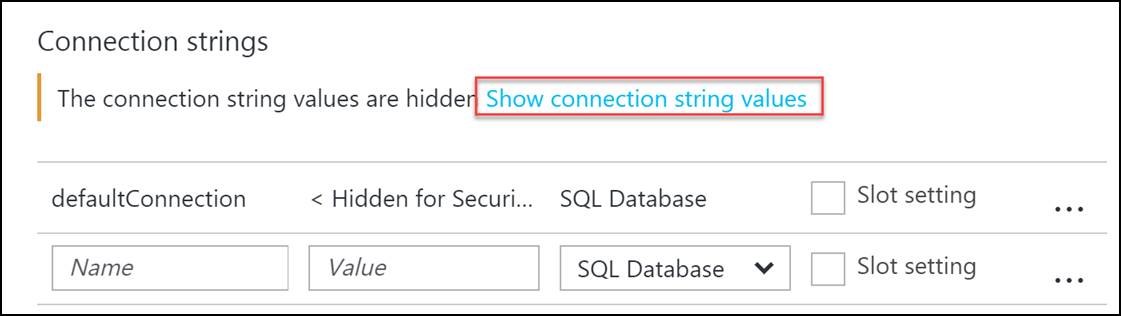 Connection strings
The connection string values are hidden Show connection string values
defaultConnection < Hidden for Securi... SQL Database Slot setting ...
Name Value SQL Database Slot setting ...